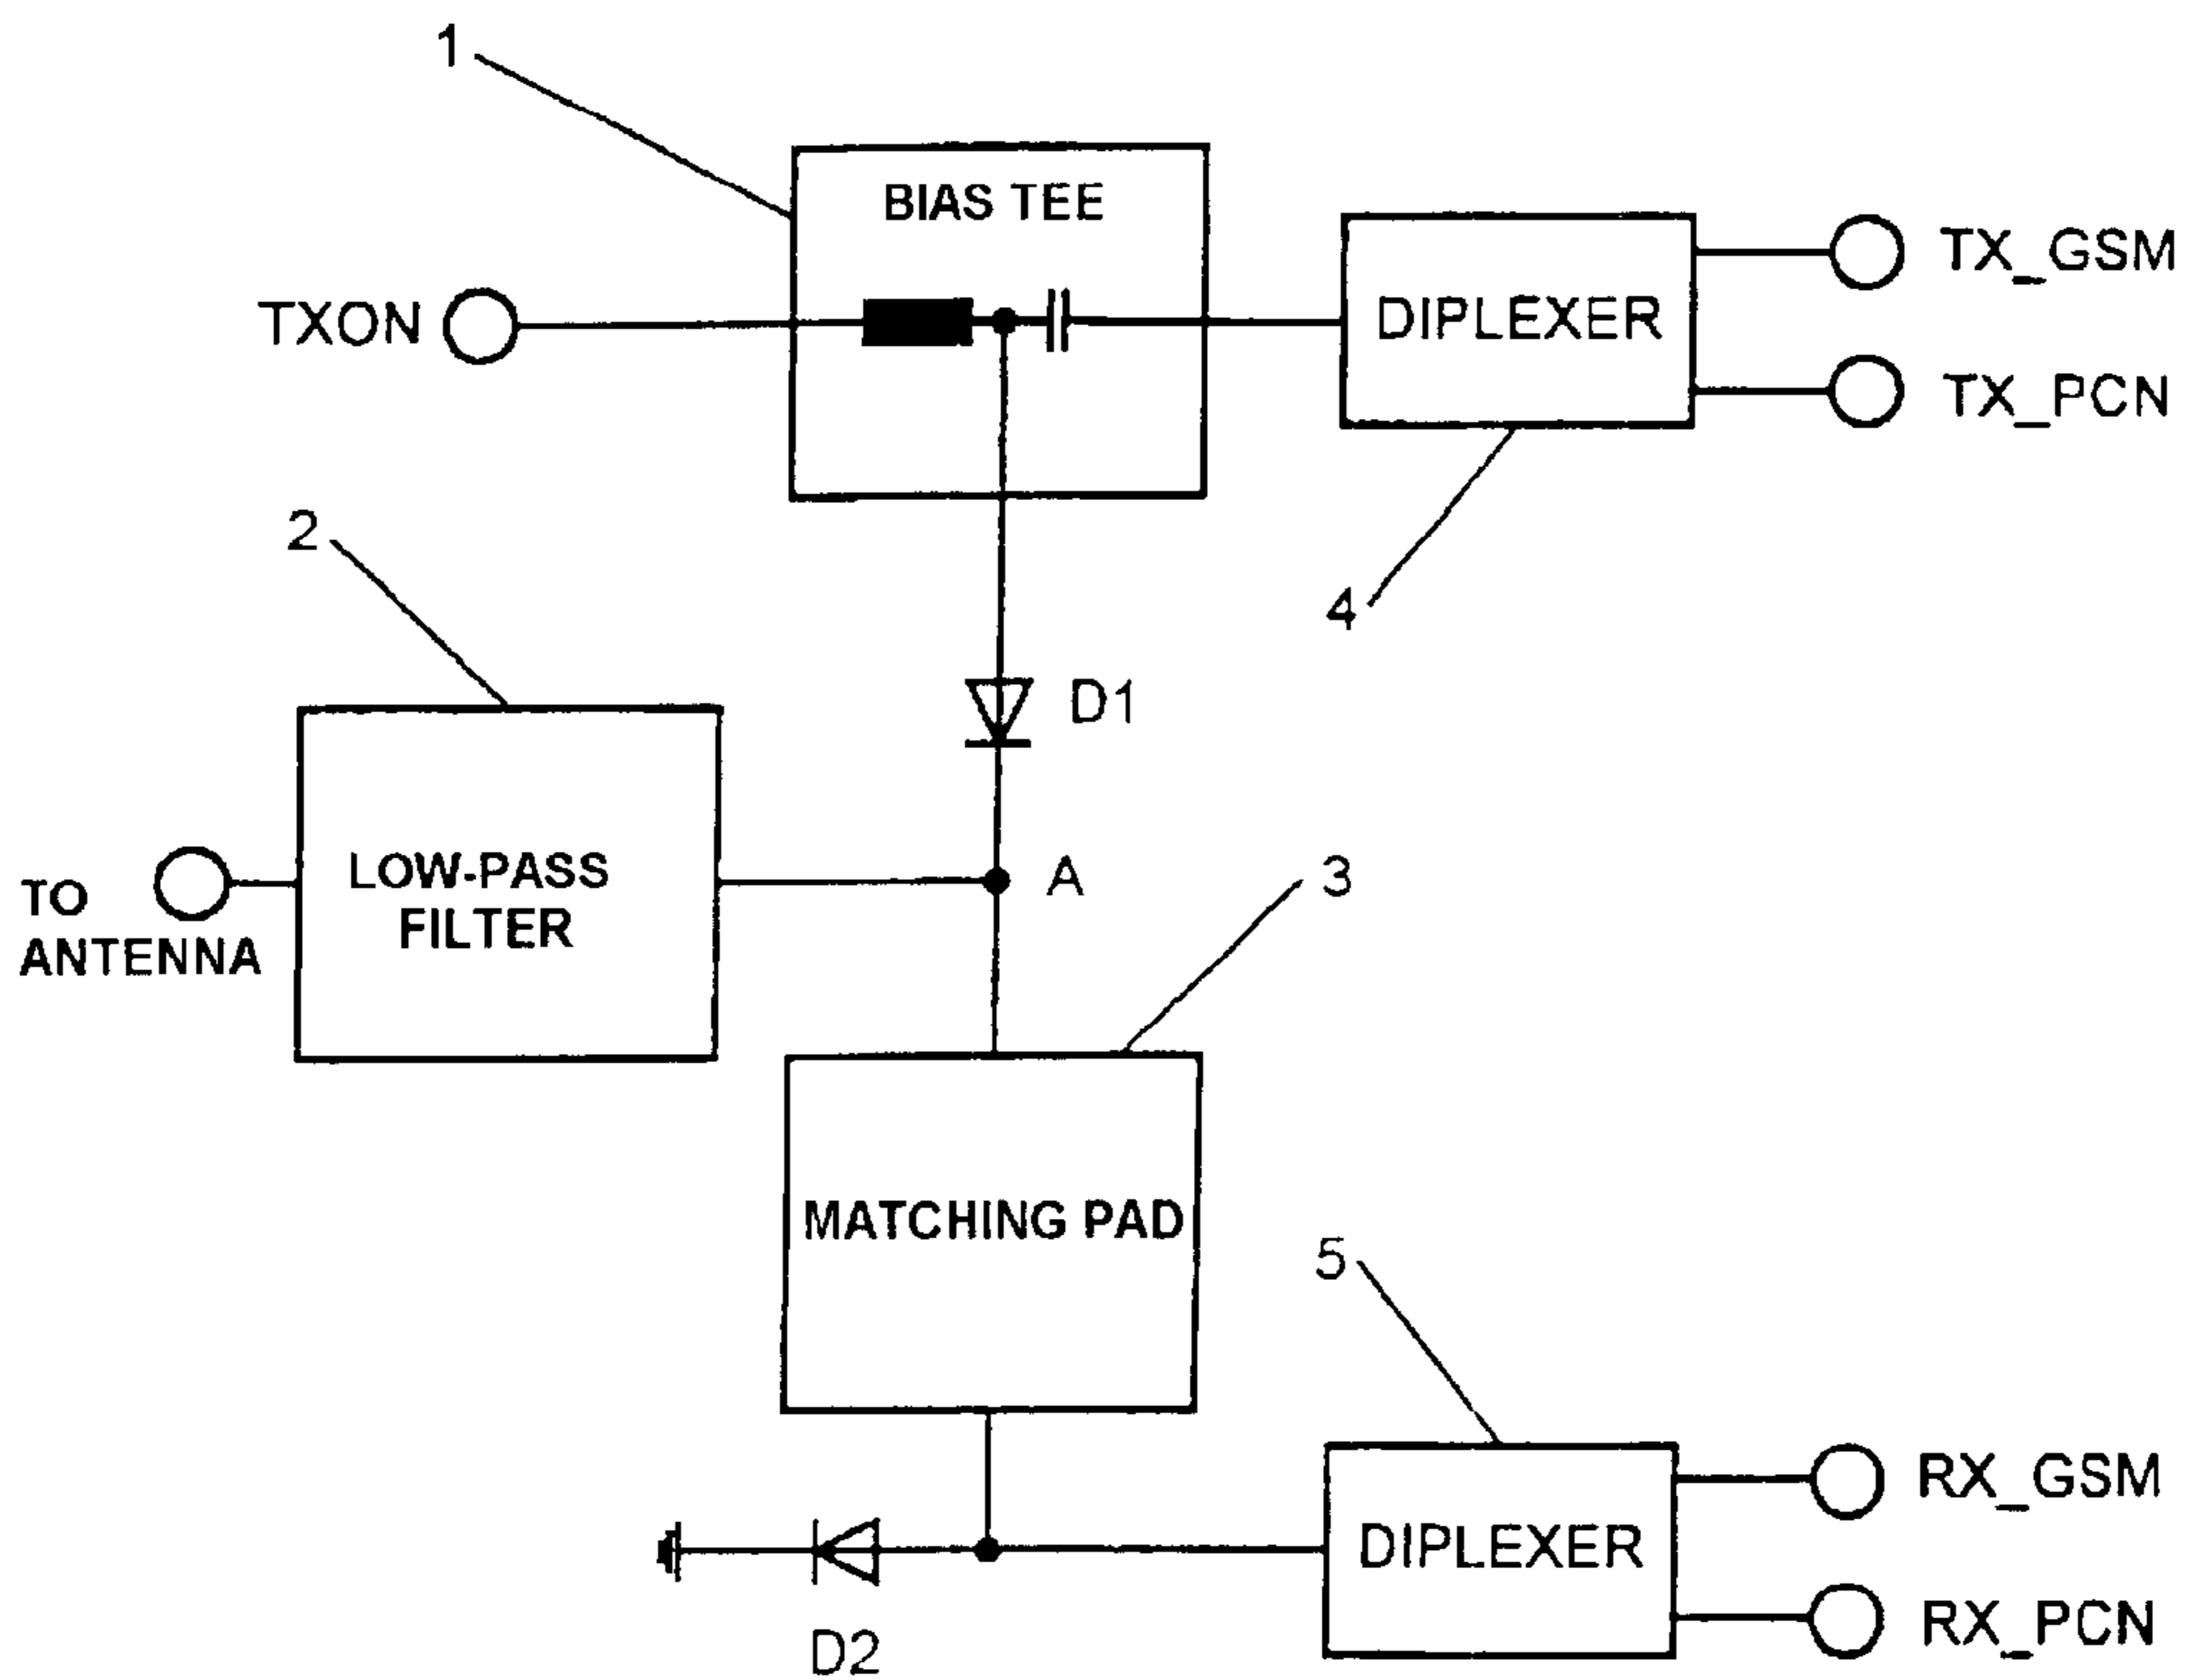 1
BIAS TEE
TXON
DIPLEXER
TX_GSM
TX_PCN
2
4
D1
LOW-PASS
FILTER
TO
ANTENNA
A
3
MATCHING PAD
5
DIPLEXER
RX_GSM
RX_PCN
D2